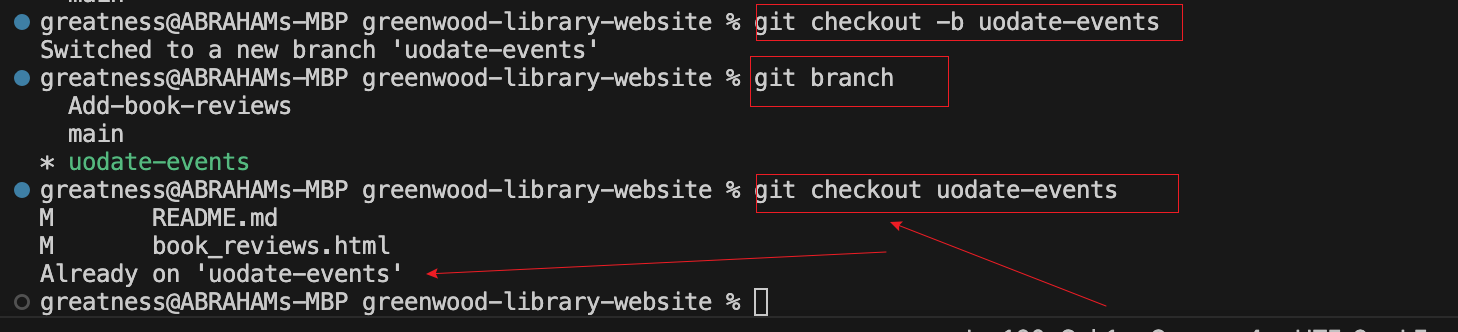 greatness@ABRAHAMs-MBP greenwood-library-website % git checkout -b uodate-events
Switched to a new branch 'uodate-events'
greatness@ABRAHAMs-MBP greenwood-library-website % git branch
Add-book-reviews
main
* uodate-events
greatness@ABRAHAMs-MBP greenwood-library-website % git checkout uodate-events
M README.md
M book_reviews.html
Already on 'uodate-events'
greatness@ABRAHAMs-MBP greenwood-library-website %